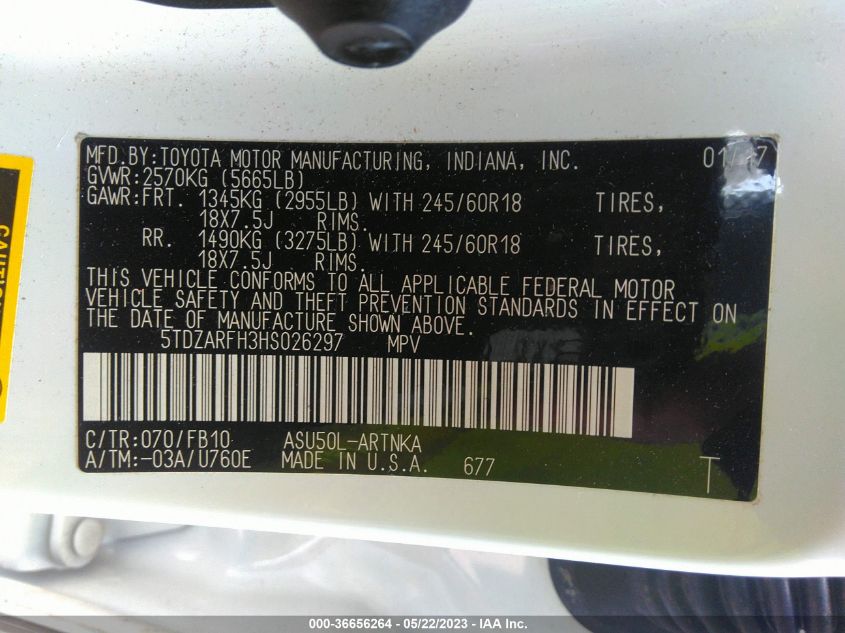 MFD.BY:TOYOTA MOTOR MANUFACTURING, INDIANA, INC. 01/17
GVWR:2570KG (5665LB)
GAWR:FRT. 1345KG (2955LB) WITH 245/60R18 TIRES,
18X7.5J RIMS.
RR. 1490KG (3275LB) WITH 245/60R18 TIRES,
18X7.5J RIMS.
THIS VEHICLE CONFORMS TO ALL APPLICABLE FEDERAL MOTOR
VEHICLE SAFETY AND THEFT PREVENTION STANDARDS IN EFFECT ON
THE DATE OF MANUFACTURE SHOWN ABOVE.
5TDZARFH3HS026297 MPV
C/TR:070/FB10 ASU50L-ARTNKA
A/TM:-03A/U760E MADE IN U.S.A. 677 T
CAUTION
000-36656264 - 05/22/2023 - IAA Inc.